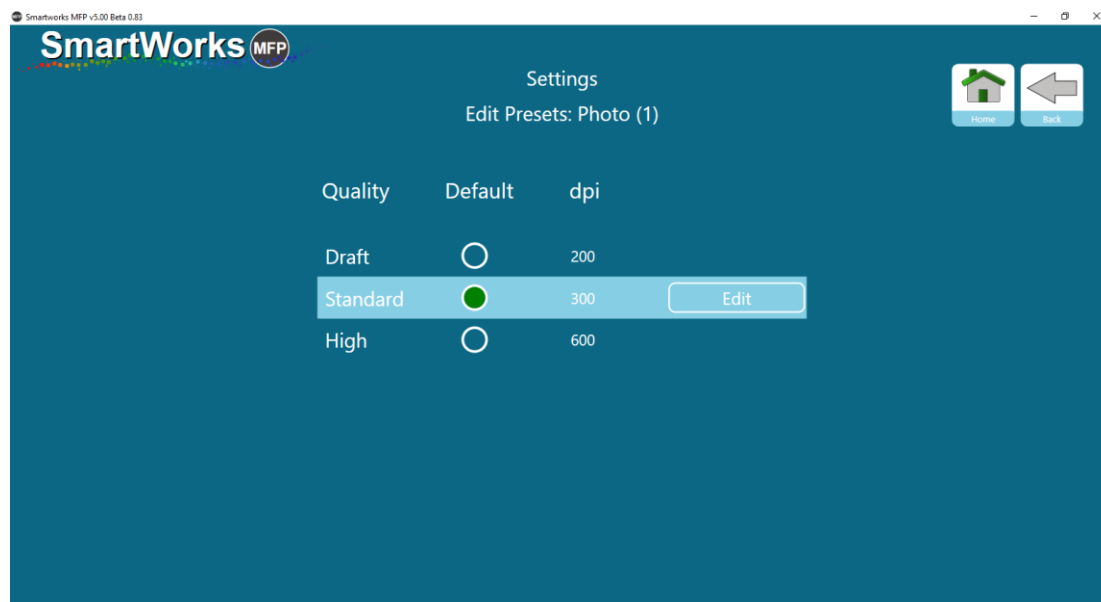 Smartworks MFP v5.00 Beta 0.83
SmartWorks MFP
Settings
Edit Presets: Photo (1)
Home
Back
Quality Default dpi
Draft 200
Standard 300 Edit
High 600